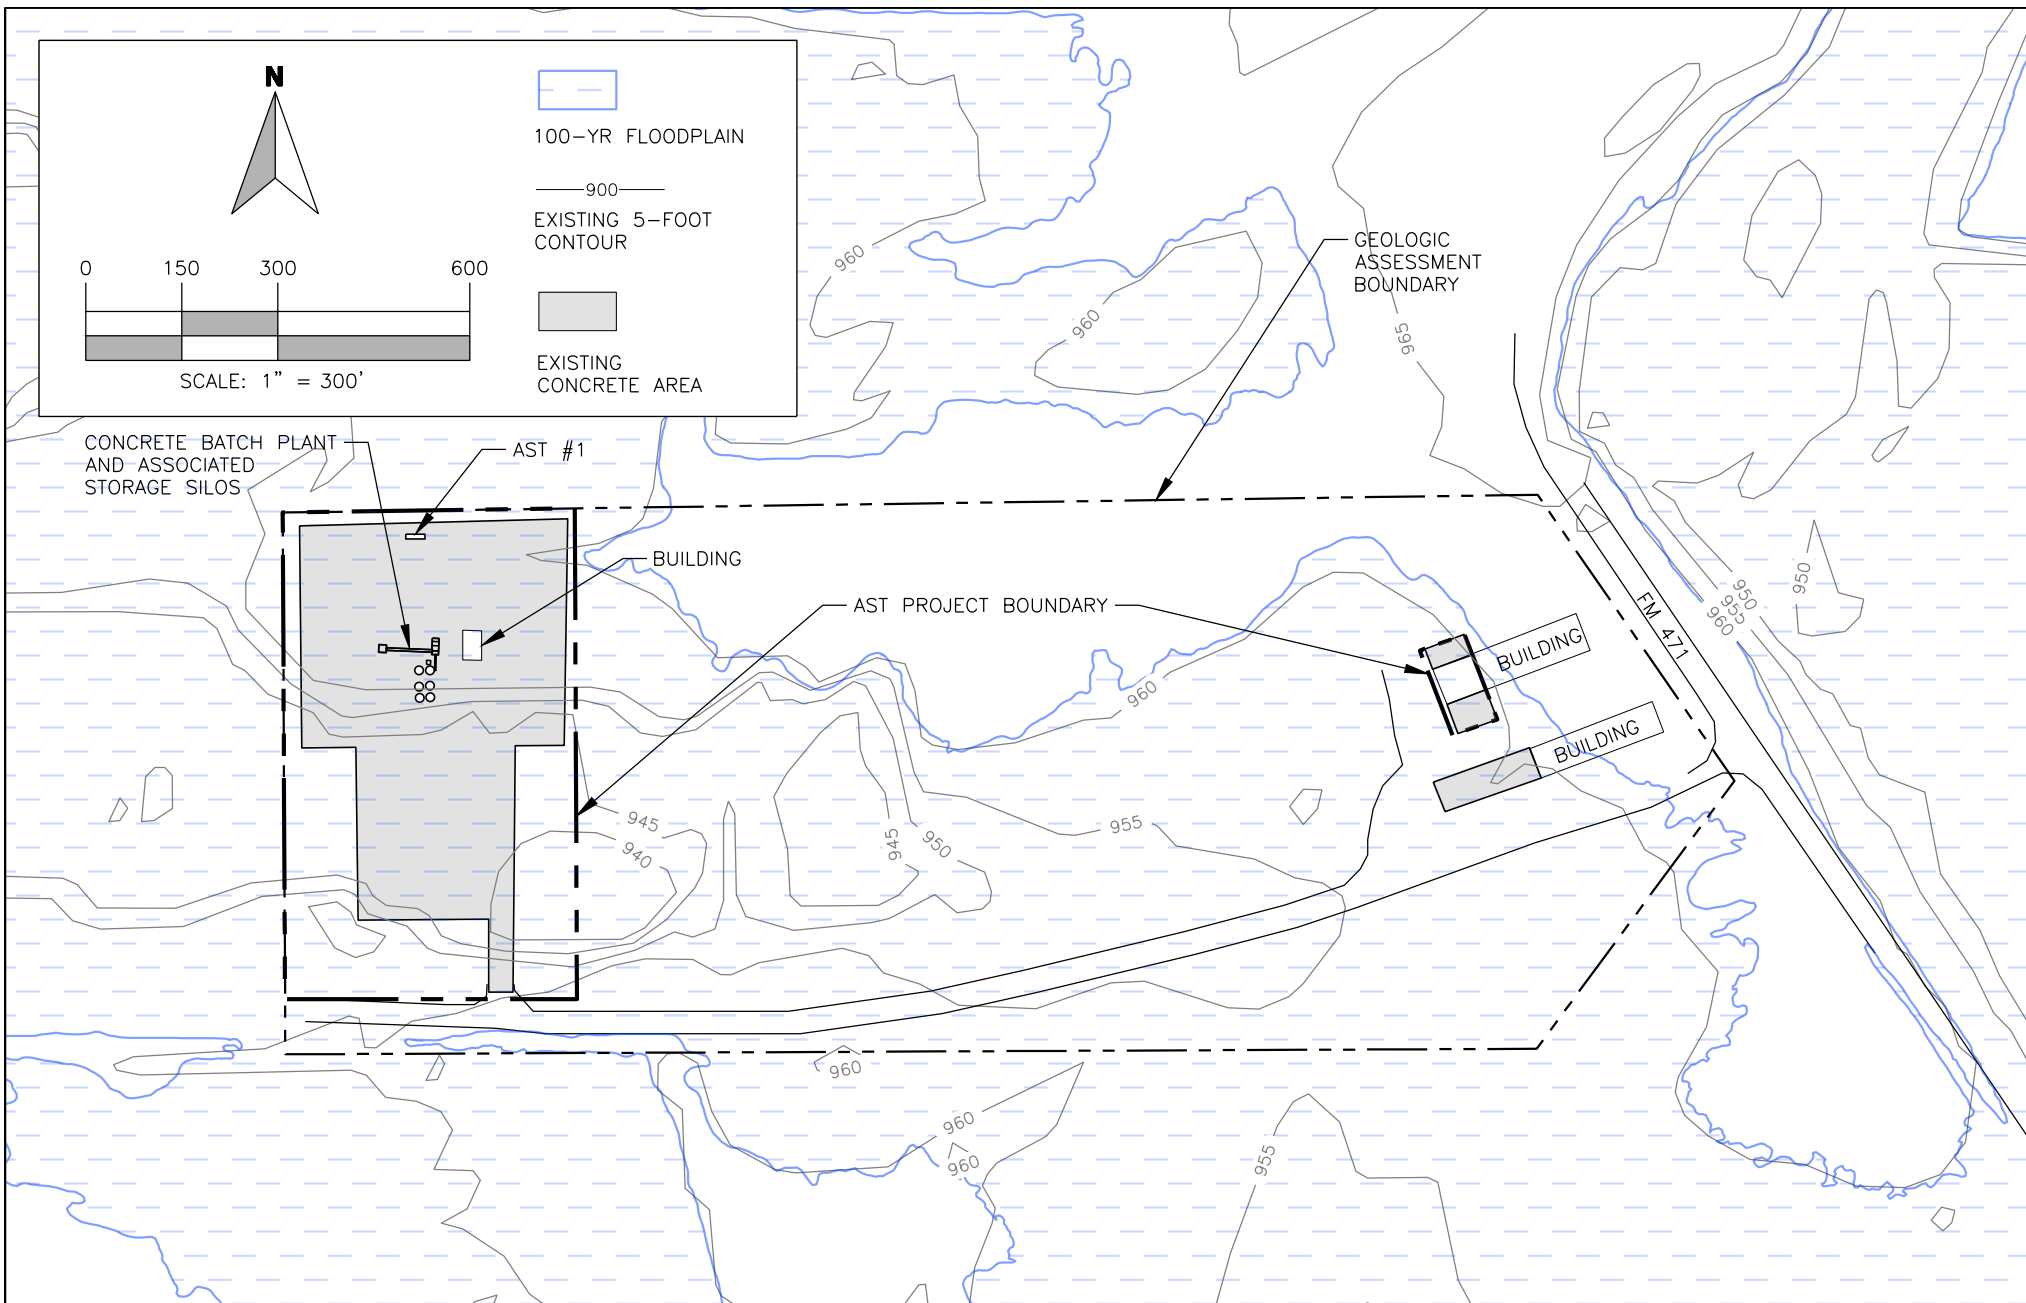 N
100-YR FLOODPLAIN
900
EXISTING 5-FOOT
CONTOUR
0 150 300 600
SCALE: 1" = 300'
EXISTING
CONCRETE AREA
960
960
GEOLOGIC
ASSESSMENT
BOUNDARY
965
CONCRETE BATCH PLANT
AND ASSOCIATED
STORAGE SILOS
AST #1
BUILDING
AST PROJECT BOUNDARY
FM 471
950
955
960
950
BUILDING
960
BUILDING
945
940
945
950
955
960
960
960
955